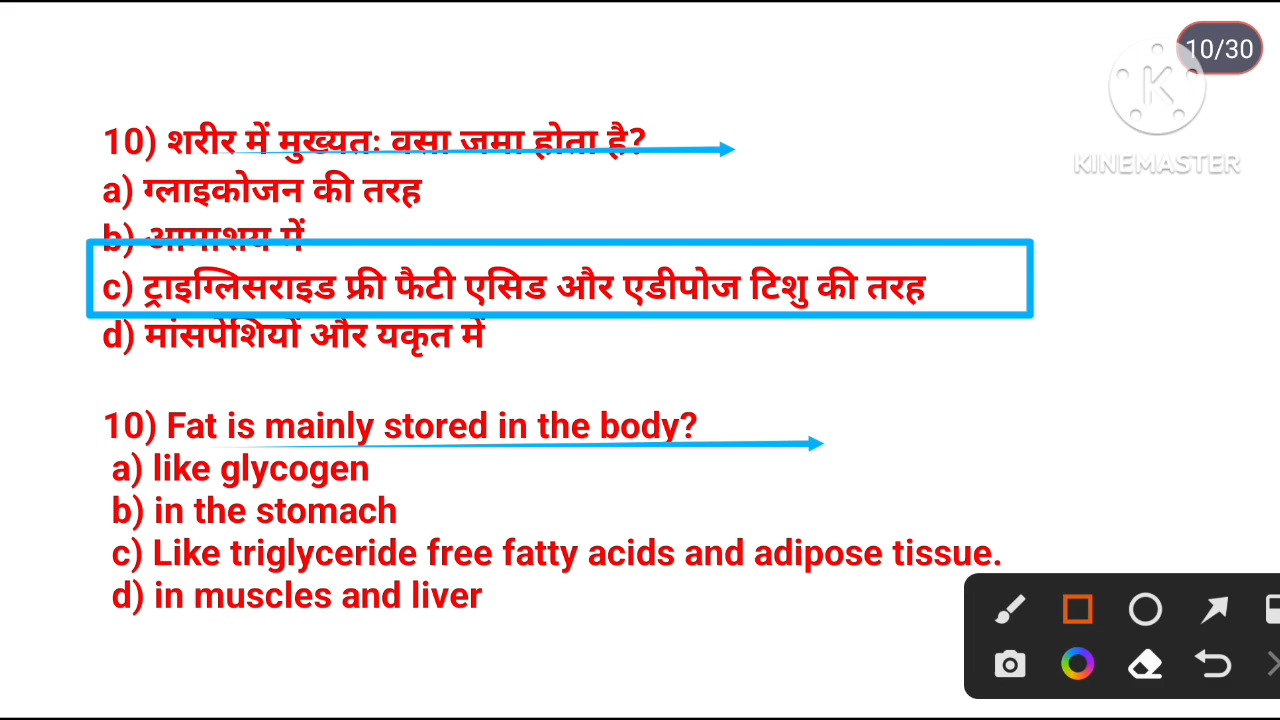 10/30
KINEMASTER
10) शरीर में मुख्यतः वसा जमा होता है?
a) ग्लाइकोजन की तरह
b) आमाशय में
c) ट्राइग्लिसराइड फ्री फैटी एसिड और एडीपोज टिशु की तरह
d) मांसपेशियों और यकृत में
10) Fat is mainly stored in the body?
a) like glycogen
b) in the stomach
c) Like triglyceride free fatty acids and adipose tissue.
d) in muscles and liver